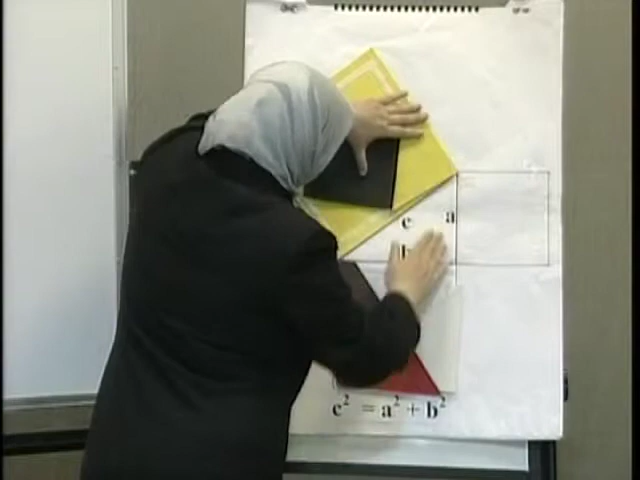 c
a
b
c² = a² + b²